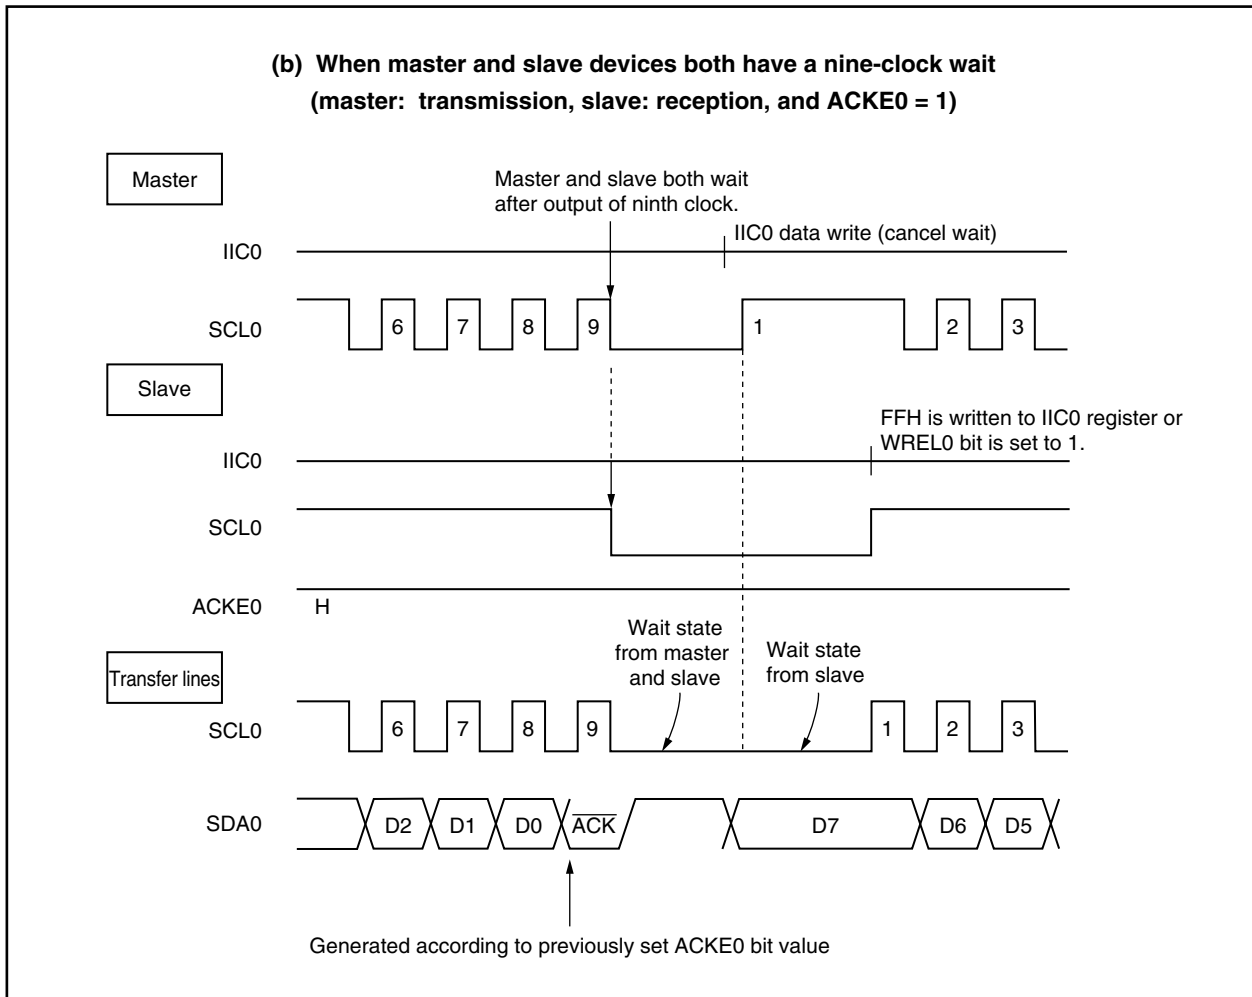 (b) When master and slave devices both have a nine-clock wait
(master: transmission, slave: reception, and ACKE0 = 1)
Master
Master and slave both wait
after output of ninth clock.
IIC0
IIC0 data write (cancel wait)
SCL0
6 7 8 9 1 2 3
Slave
FFH is written to IIC0 register or
WREL0 bit is set to 1.
IIC0
SCL0
ACKE0 H
Wait state
from master
and slave
Wait state
from slave
Transfer lines
SCL0
6 7 8 9 1 2 3
SDA0
D2 D1 D0 A̅C̅K̅ D7 D6 D5
Generated according to previously set ACKE0 bit value